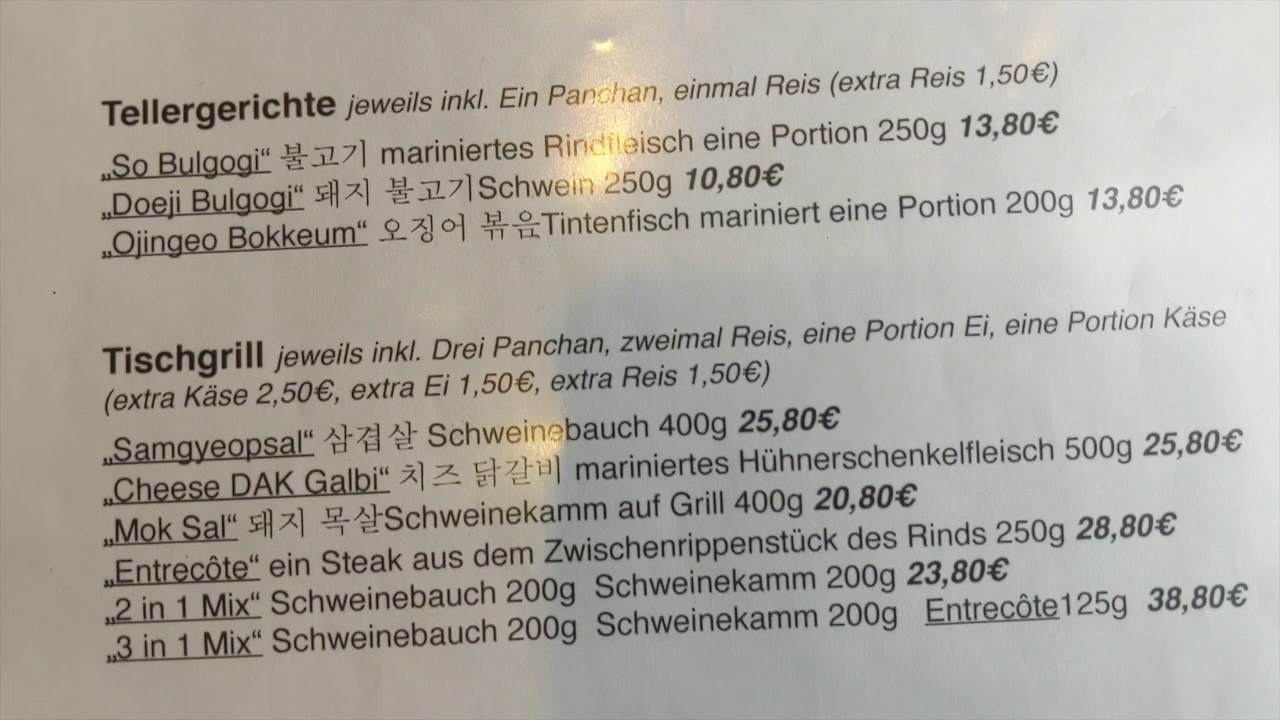 Tellergerichte jeweils inkl. Ein Panchan, einmal Reis (extra Reis 1,50€)
„So Bulgogi“ 불고기 mariniertes Rindfleisch eine Portion 250g 13,80€
„Doeji Bulgogi“ 돼지 불고기Schwein 250g 10,80€
„Ojingeo Bokkeum“ 오징어 볶음Tintenfisch mariniert eine Portion 200g 13,80€
Tischgrill jeweils inkl. Drei Panchan, zweimal Reis, eine Portion Ei, eine Portion Käse
(extra Käse 2,50€, extra Ei 1,50€, extra Reis 1,50€)
„Samgyeopsal“ 삼겹살 Schweinebauch 400g 25,80€
„Cheese DAK Galbi“ 치즈 닭갈비 mariniertes Hühnerschenkelfleisch 500g 25,80€
„Mok Sal“ 돼지 목살Schweinekamm auf Grill 400g 20,80€
„Entrecôte“ ein Steak aus dem Zwischenrippenstück des Rinds 250g 28,80€
„2 in 1 Mix“ Schweinebauch 200g Schweinekamm 200g 23,80€
„3 in 1 Mix“ Schweinebauch 200g Schweinekamm 200g Entrecôte125g 38,80€